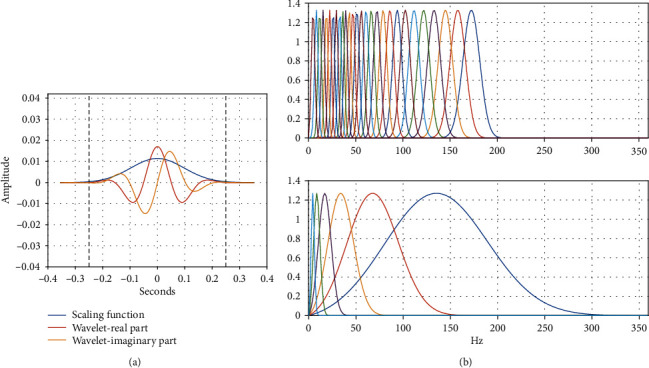 Amplitude
0.04
0.03
0.02
0.01
0
−0.01
−0.02
−0.03
−0.04
−0.4 −0.3 −0.2 −0.1 0 0.1 0.2 0.3 0.4
Seconds
Scaling function
Wavelet-real part
Wavelet-imaginary part
(a)
1.4
1.2
1
0.8
0.6
0.4
0.2
0
0 50 100 150 200 250 300 350
1.4
1.2
1
0.8
0.6
0.4
0.2
0
0 50 100 150 200 250 300 350
Hz
(b)